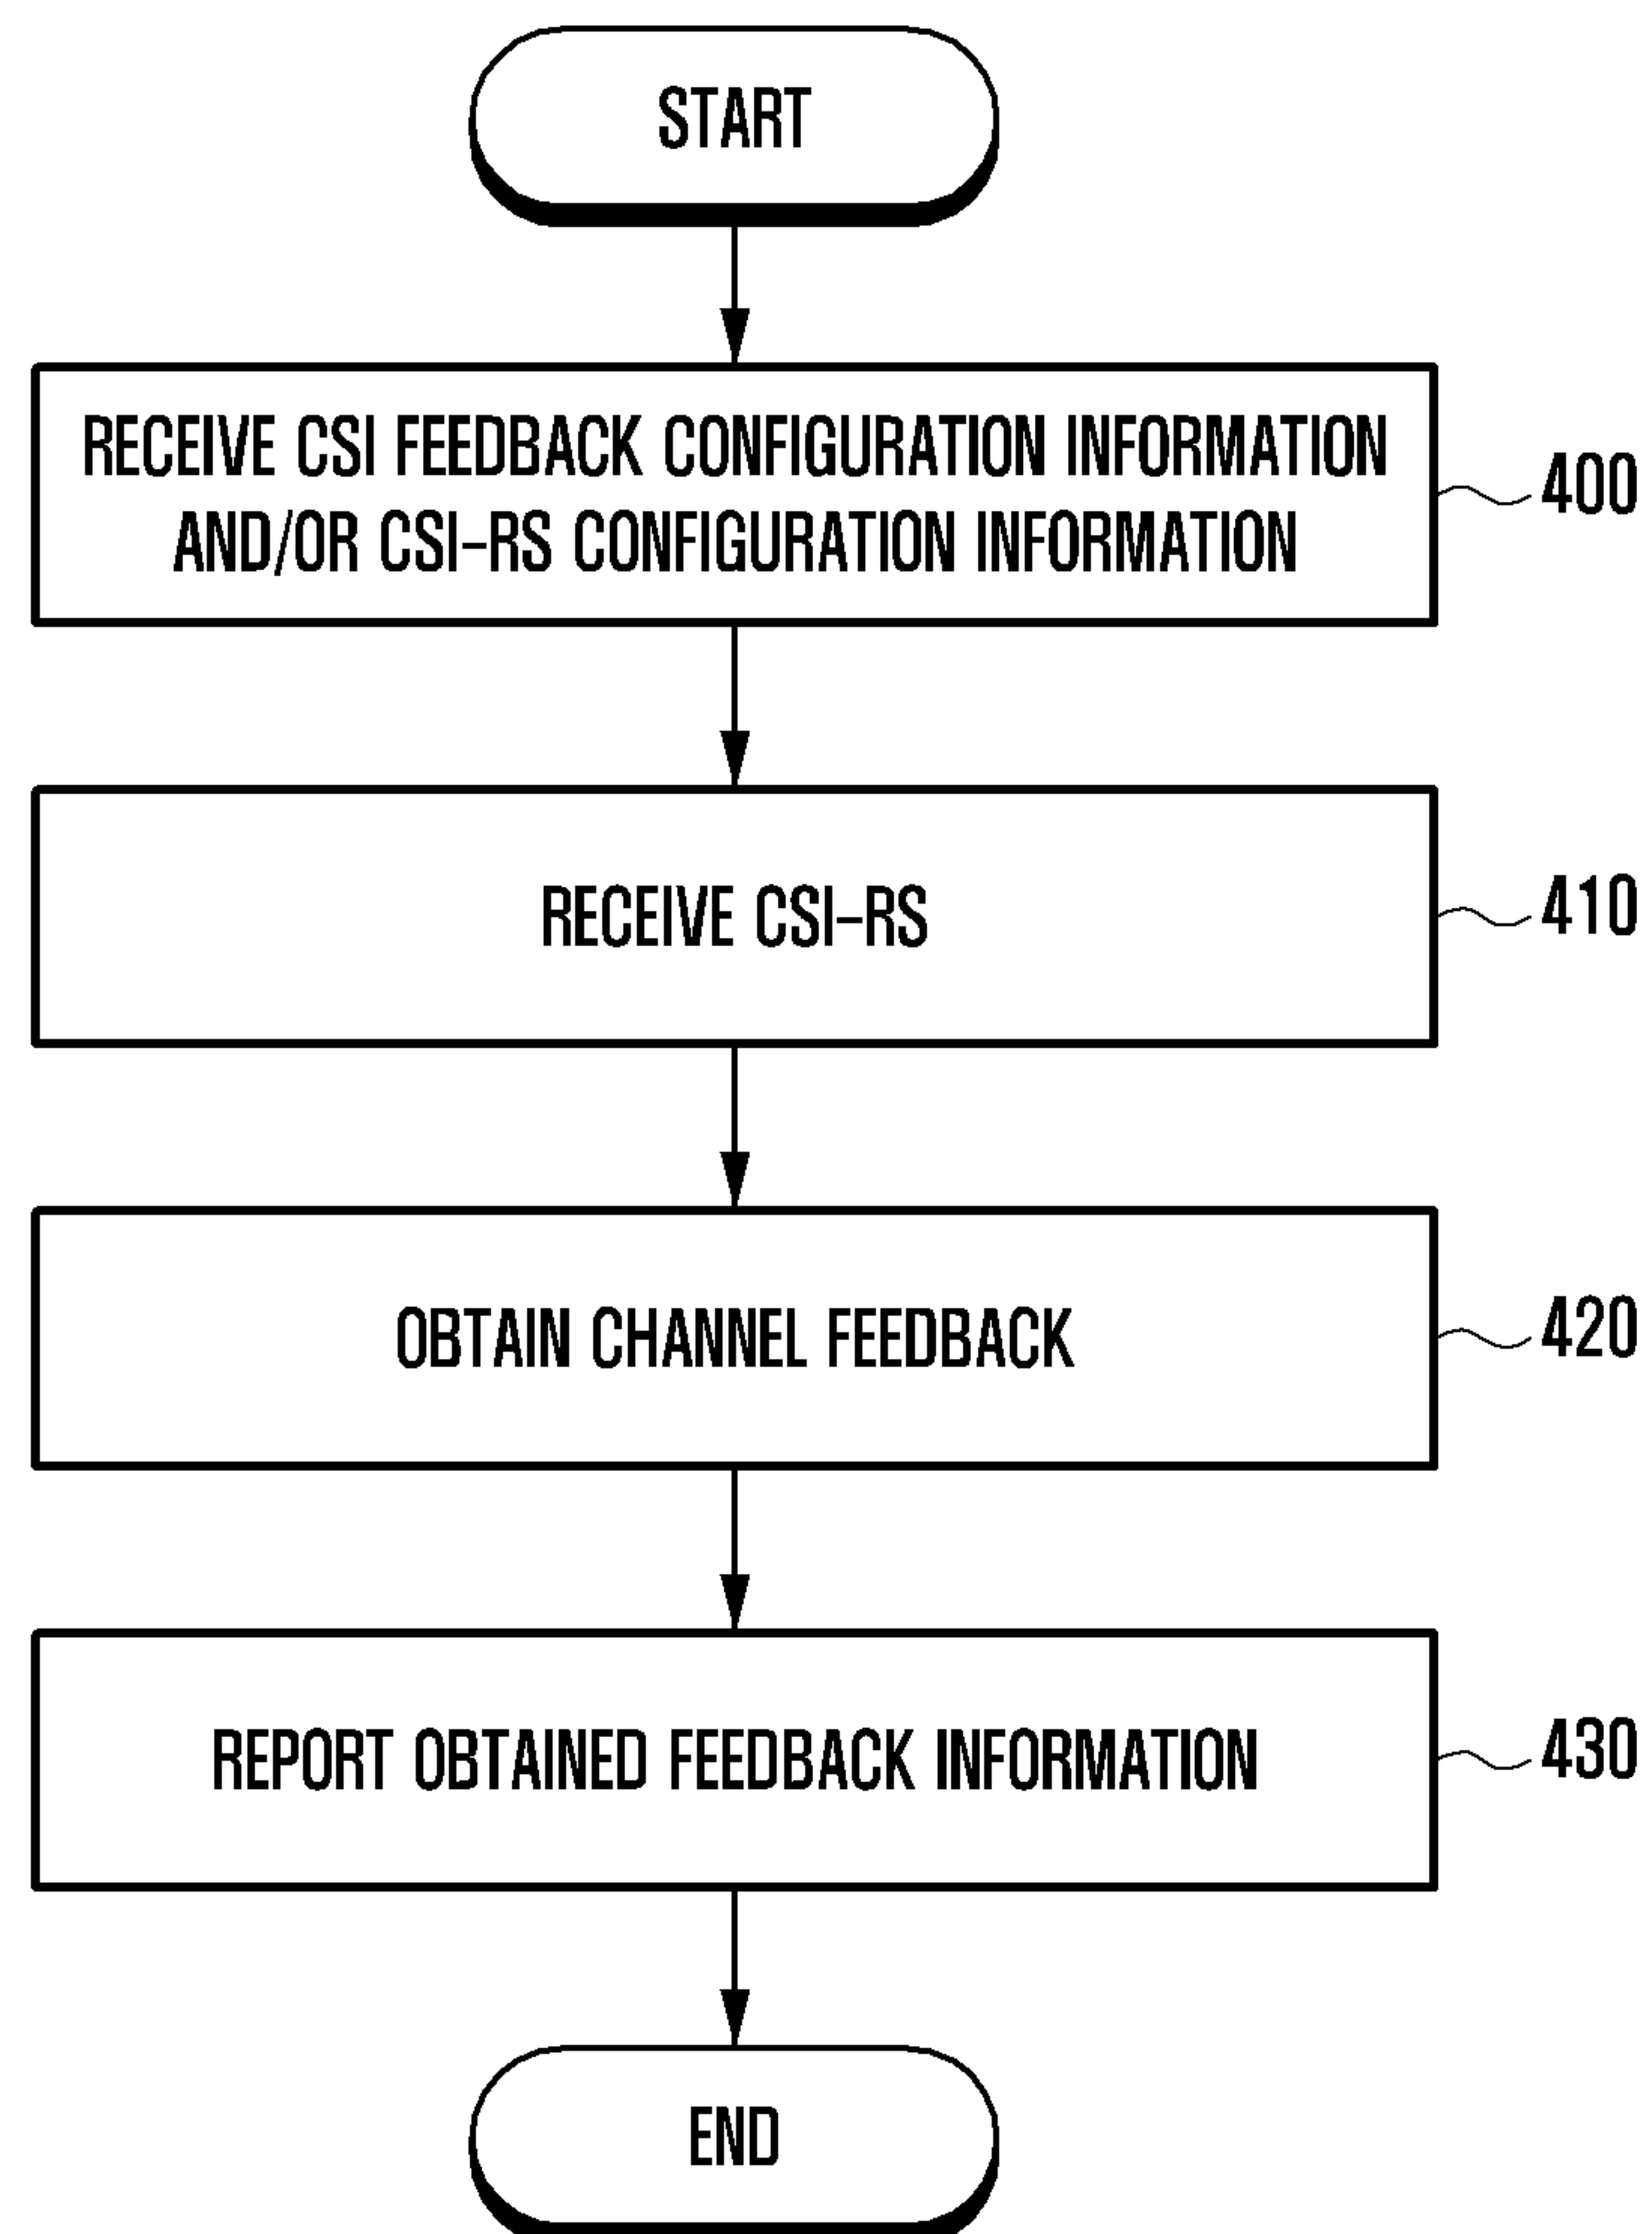 START
RECEIVE CSI FEEDBACK CONFIGURATION INFORMATION
AND/OR CSI–RS CONFIGURATION INFORMATION
400
RECEIVE CSI–RS
410
OBTAIN CHANNEL FEEDBACK
420
REPORT OBTAINED FEEDBACK INFORMATION
430
END